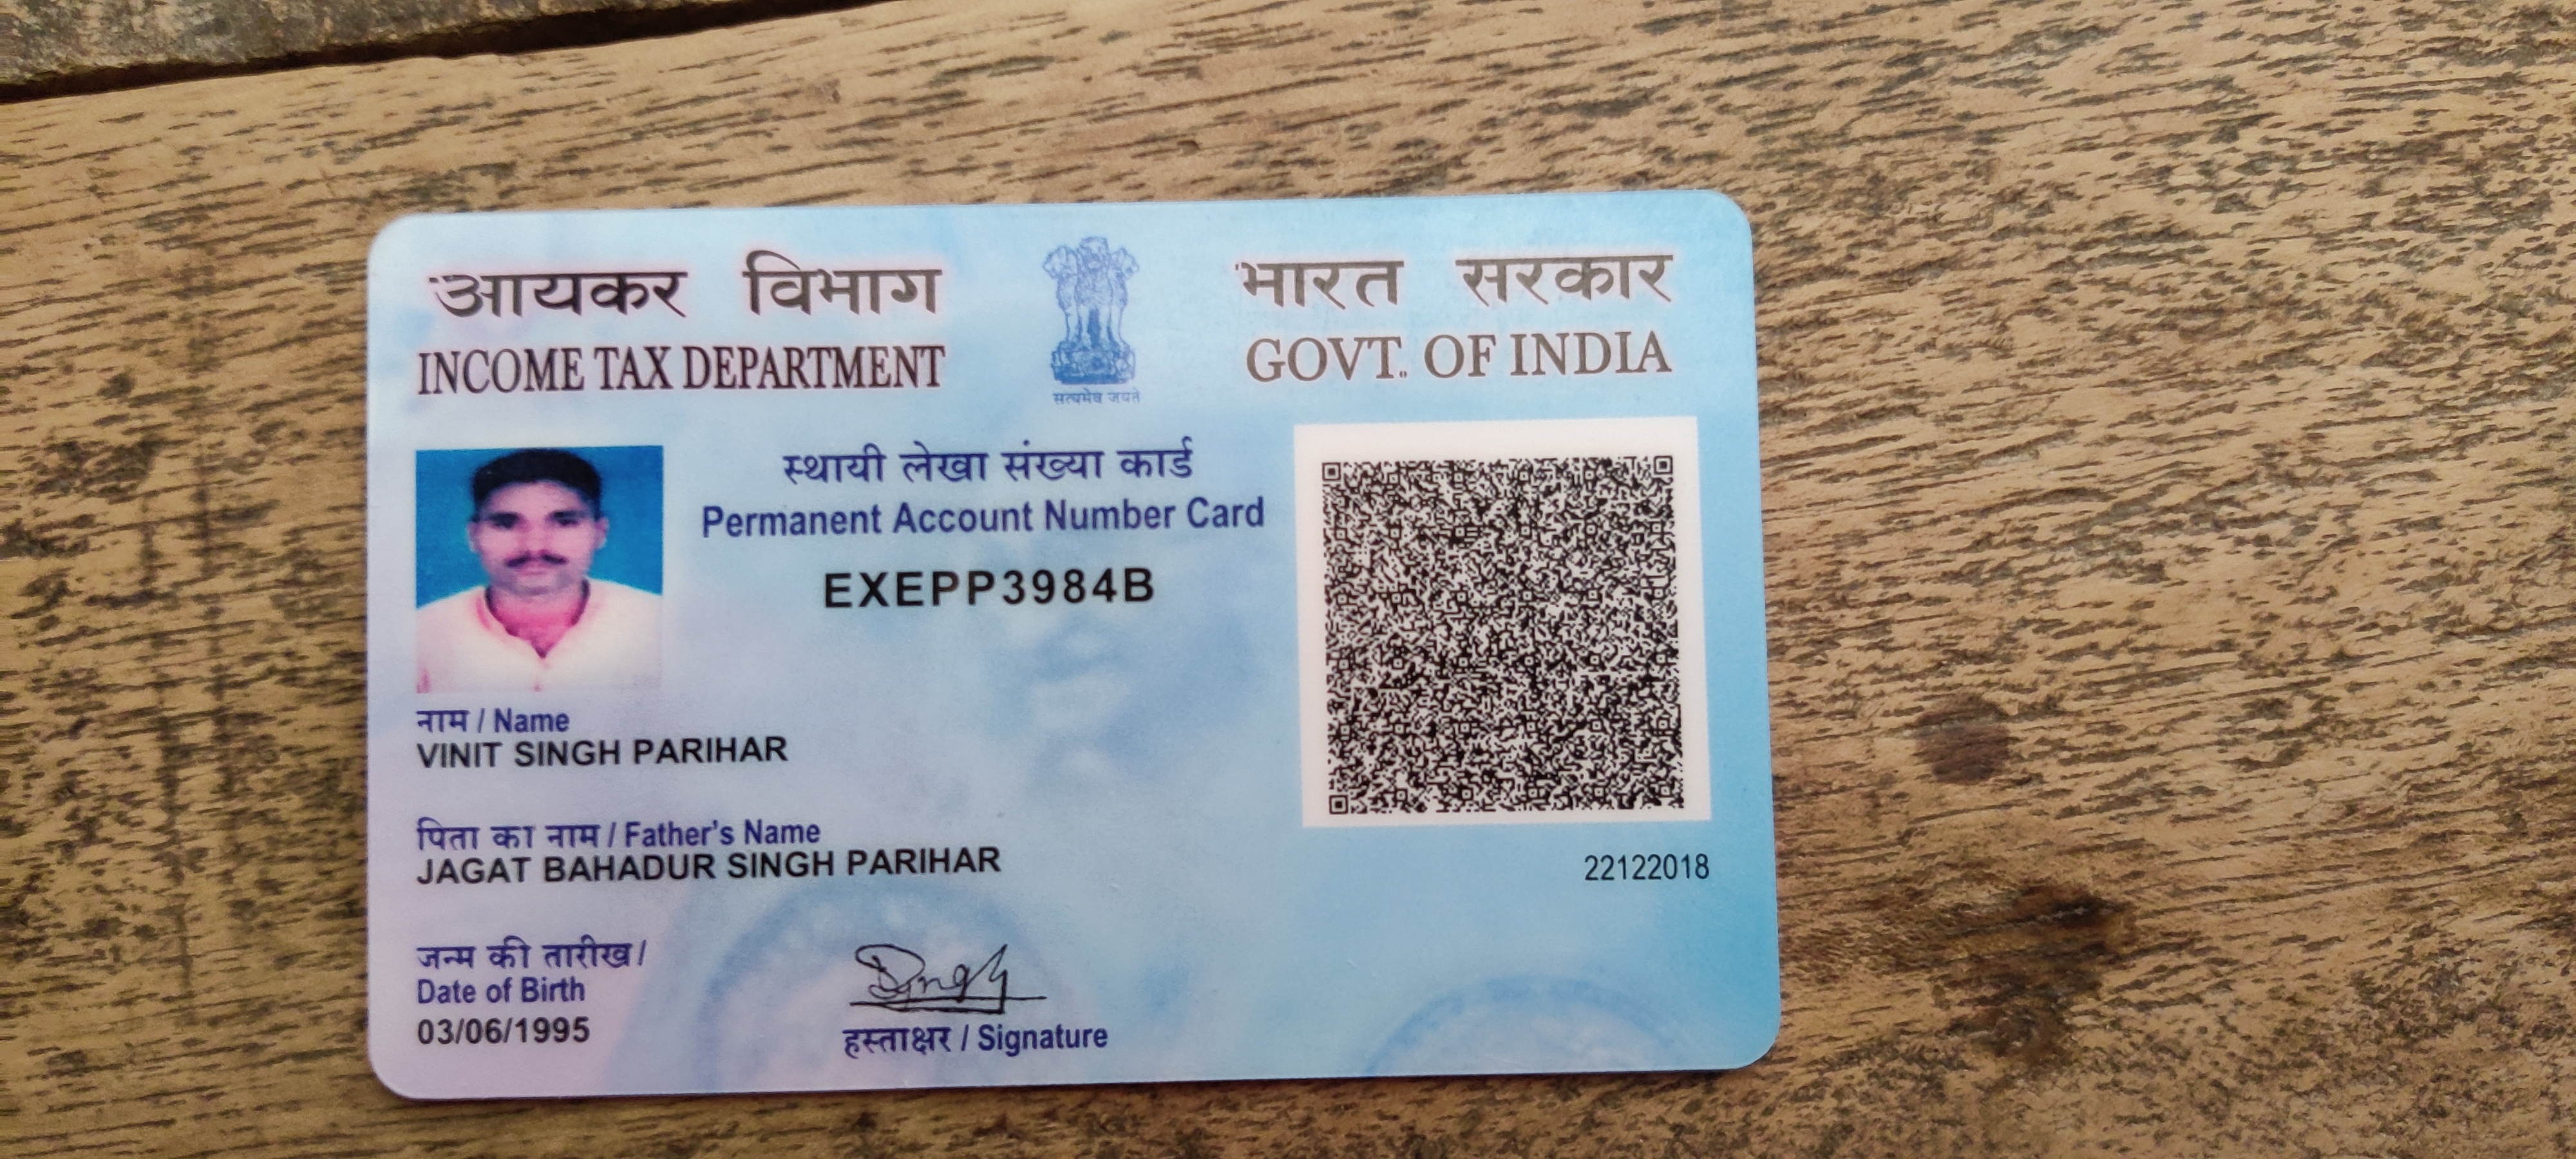 आयकर विभाग
INCOME TAX DEPARTMENT
सत्यमेव जयते
भारत सरकार
GOVT. OF INDIA
स्थायी लेखा संख्या कार्ड
Permanent Account Number Card
EXEPP3984B
नाम / Name
VINIT SINGH PARIHAR
पिता का नाम / Father's Name
JAGAT BAHADUR SINGH PARIHAR
22122018
जन्म की तारीख /
Date of Birth
03/06/1995
हस्ताक्षर / Signature